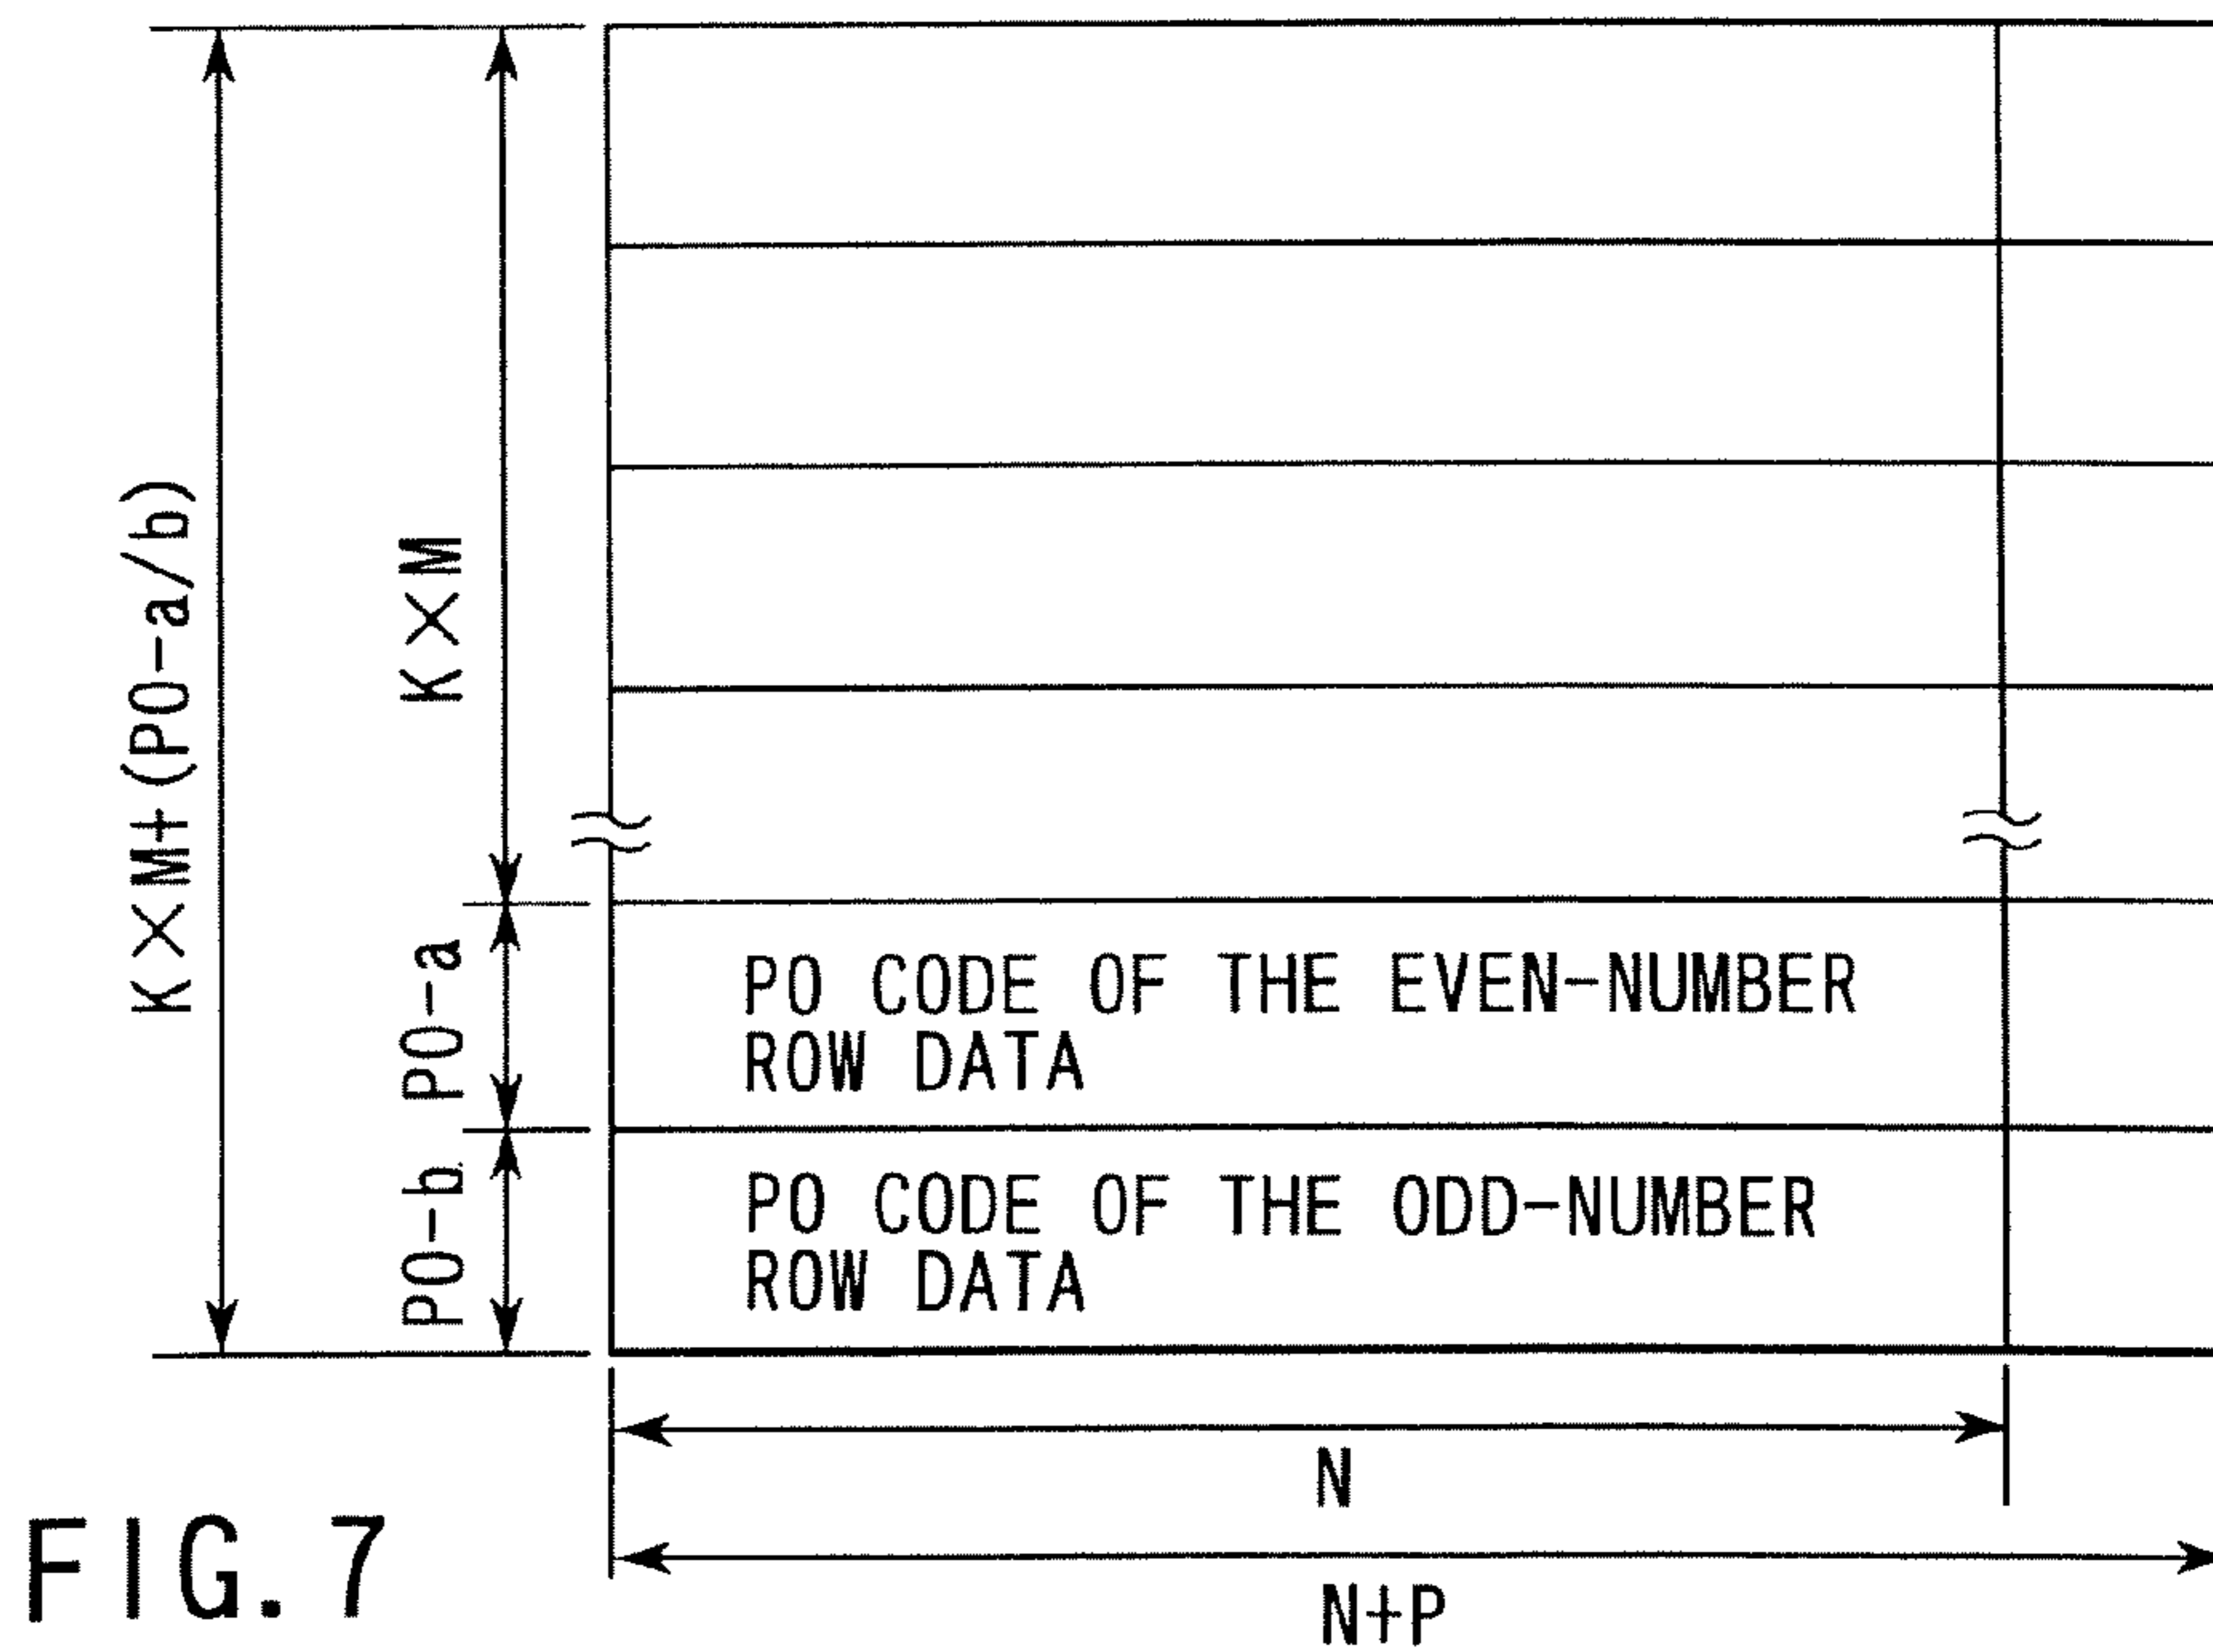 K×M+(PO-a/b)
K×M
PO-a
PO-b
PO CODE OF THE EVEN-NUMBER
ROW DATA
PO CODE OF THE ODD-NUMBER
ROW DATA
N
N+P
FIG. 7